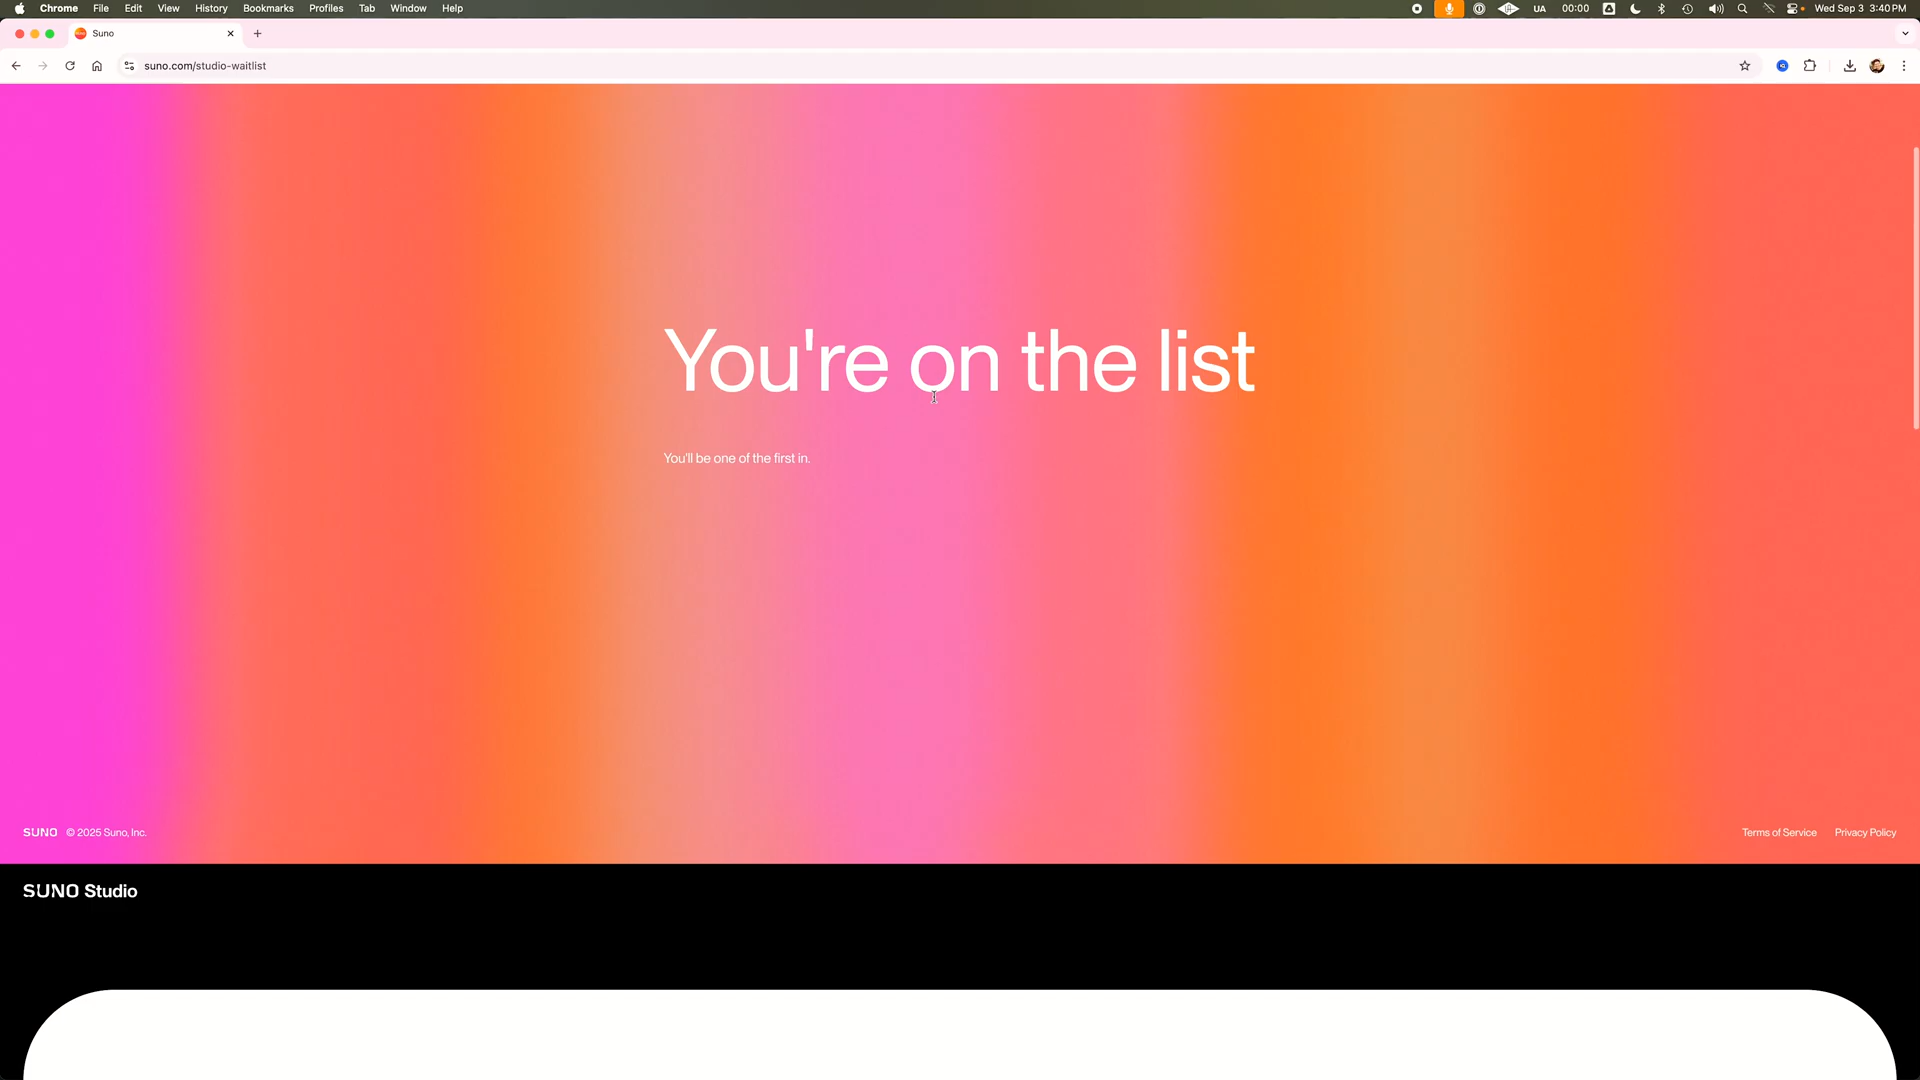 Chrome File Edit View History Bookmarks Profiles Tab Window Help UA 00:00 Wed Sep 3 3:40 PM
Suno
suno.com/studio-waitlist
You're on the list
You'll be one of the first in.
SUNO © 2025 Suno, Inc. Terms of Service Privacy Policy
SUNO Studio